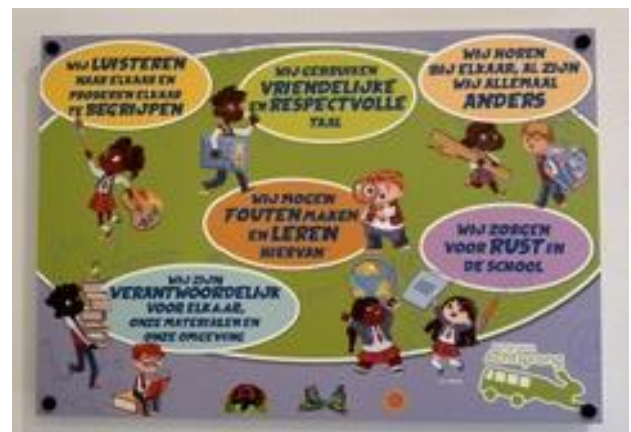 WIJ LUISTEREN
NAAR ELKAAR EN
PROBEREN ELKAAR
TE BEGRIJPEN
WIJ GEBRUIKEN
VRIENDELIJKE
EN RESPECTVOLLE
TAAL
WIJ HOREN
BIJ ELKAAR, AL ZIJN
WIJ ALLEMAAL
ANDERS
WIJ MOGEN
FOUTEN MAKEN
EN LEREN
HIERVAN
WIJ ZORGEN
VOOR RUST IN
DE SCHOOL
WIJ ZIJN
VERANTWOORDELIJK
VOOR ELKAAR,
ONZE MATERIALEN EN
ONZE OMGEVING